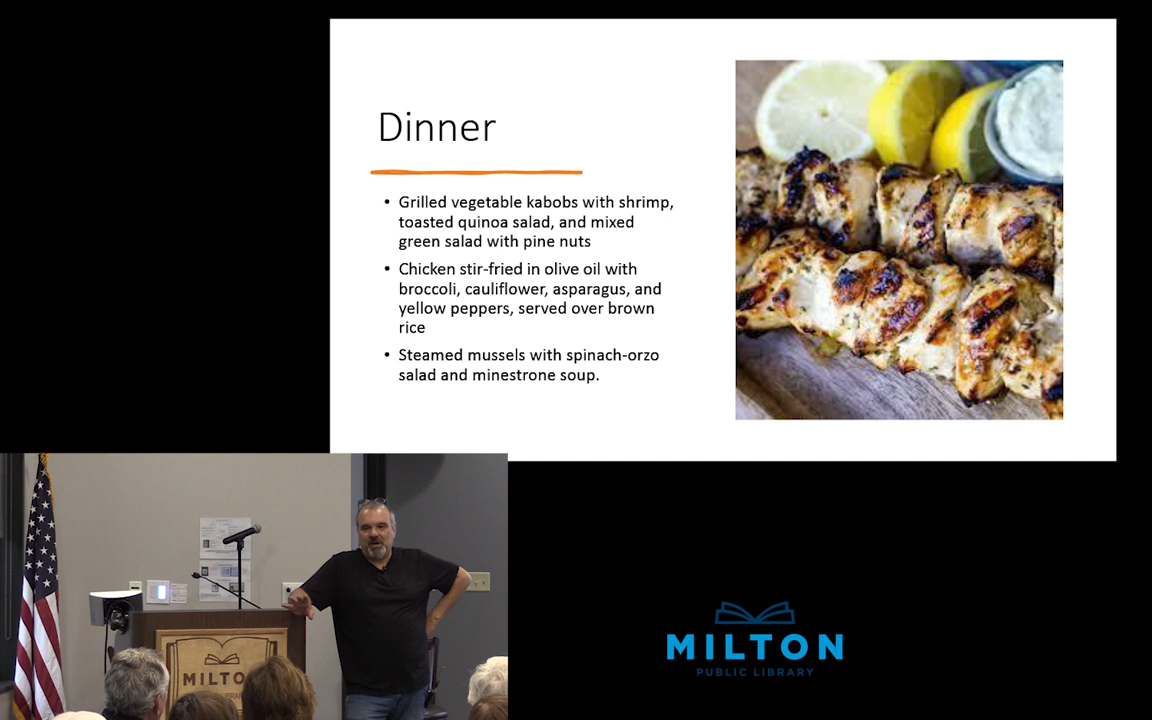 Dinner
• Grilled vegetable kabobs with shrimp,
toasted quinoa salad, and mixed
green salad with pine nuts
• Chicken stir-fried in olive oil with
broccoli, cauliflower, asparagus, and
yellow peppers, served over brown
rice
• Steamed mussels with spinach-orzo
salad and minestrone soup.
MILTO
MILTON
PUBLIC LIBRARY